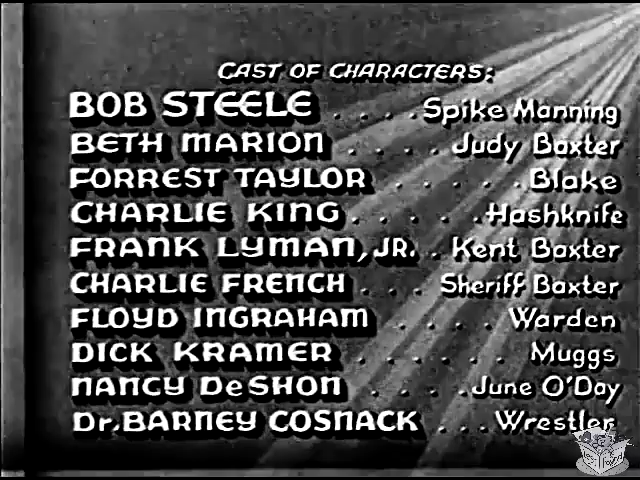 CAST OF CHARACTERS:
BOB STEELE . . . . Spike Manning
BETH MARION . . . . Judy Baxter
FORREST TAYLOR . . . . . Blake
CHARLIE KING . . . . . Hashknife
FRANK LYMAN, JR. . Kent Baxter
CHARLIE FRENCH . . . Sheriff Baxter
FLOYD INGRAHAM . . . . Warden
DICK KRAMER . . . . . Muggs
NANCY DeSHON . . . . June O'Day
Dr. BARNEY COSNACK . . . Wrestler